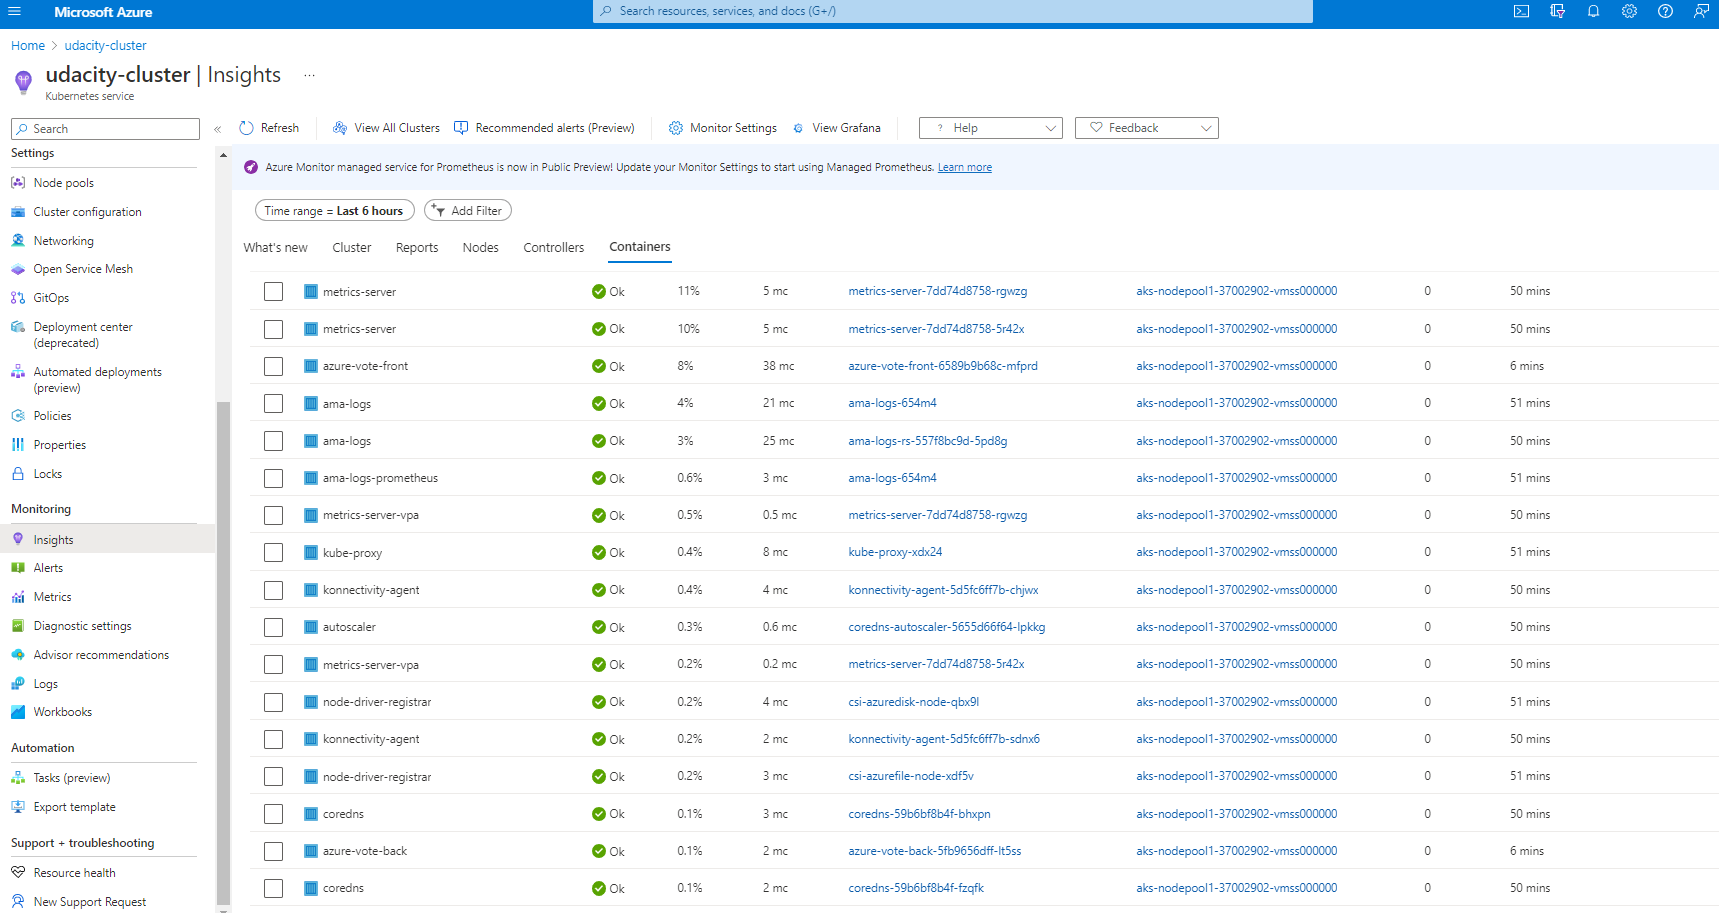 Microsoft Azure
Search resources, services, and docs (G+/)
Home > udacity-cluster
udacity-cluster | Insights ...
Kubernetes service
Search «
Refresh View All Clusters Recommended alerts (Preview) Monitor Settings View Grafana ? Help Feedback
Azure Monitor managed service for Prometheus is now in Public Preview! Update your Monitor Settings to start using Managed Prometheus. Learn more
Time range = Last 6 hours Add Filter
What's new Cluster Reports Nodes Controllers Containers
Settings
Node pools
Cluster configuration
Networking
Open Service Mesh
GitOps
Deployment center
(deprecated)
Automated deployments
(preview)
Policies
Properties
Locks
Monitoring
Insights
Alerts
Metrics
Diagnostic settings
Advisor recommendations
Logs
Workbooks
Automation
Tasks (preview)
Export template
Support + troubleshooting
Resource health
New Support Request
metrics-server Ok 11% 5 mc metrics-server-7dd74d8758-rgwzg aks-nodepool1-37002902-vmss000000 0 50 mins
metrics-server Ok 10% 5 mc metrics-server-7dd74d8758-5r42x aks-nodepool1-37002902-vmss000000 0 50 mins
azure-vote-front Ok 8% 38 mc azure-vote-front-6589b9b68c-mfprd aks-nodepool1-37002902-vmss000000 0 6 mins
ama-logs Ok 4% 21 mc ama-logs-654m4 aks-nodepool1-37002902-vmss000000 0 51 mins
ama-logs Ok 3% 25 mc ama-logs-rs-557f8bc9d-5pd8g aks-nodepool1-37002902-vmss000000 0 50 mins
ama-logs-prometheus Ok 0.6% 3 mc ama-logs-654m4 aks-nodepool1-37002902-vmss000000 0 51 mins
metrics-server-vpa Ok 0.5% 0.5 mc metrics-server-7dd74d8758-rgwzg aks-nodepool1-37002902-vmss000000 0 50 mins
kube-proxy Ok 0.4% 8 mc kube-proxy-xdx24 aks-nodepool1-37002902-vmss000000 0 51 mins
konnectivity-agent Ok 0.4% 4 mc konnectivity-agent-5d5fc6ff7b-chjwx aks-nodepool1-37002902-vmss000000 0 50 mins
autoscaler Ok 0.3% 0.6 mc coredns-autoscaler-5655d66f64-lpkkg aks-nodepool1-37002902-vmss000000 0 50 mins
metrics-server-vpa Ok 0.2% 0.2 mc metrics-server-7dd74d8758-5r42x aks-nodepool1-37002902-vmss000000 0 50 mins
node-driver-registrar Ok 0.2% 4 mc csi-azuredisk-node-qbx9l aks-nodepool1-37002902-vmss000000 0 51 mins
konnectivity-agent Ok 0.2% 2 mc konnectivity-agent-5d5fc6ff7b-sdnx6 aks-nodepool1-37002902-vmss000000 0 50 mins
node-driver-registrar Ok 0.2% 3 mc csi-azurefile-node-xdf5v aks-nodepool1-37002902-vmss000000 0 51 mins
coredns Ok 0.1% 3 mc coredns-59b6bf8b4f-bhxpn aks-nodepool1-37002902-vmss000000 0 50 mins
azure-vote-back Ok 0.1% 2 mc azure-vote-back-5fb9656dff-lt5ss aks-nodepool1-37002902-vmss000000 0 6 mins
coredns Ok 0.1% 2 mc coredns-59b6bf8b4f-fzqfk aks-nodepool1-37002902-vmss000000 0 50 mins